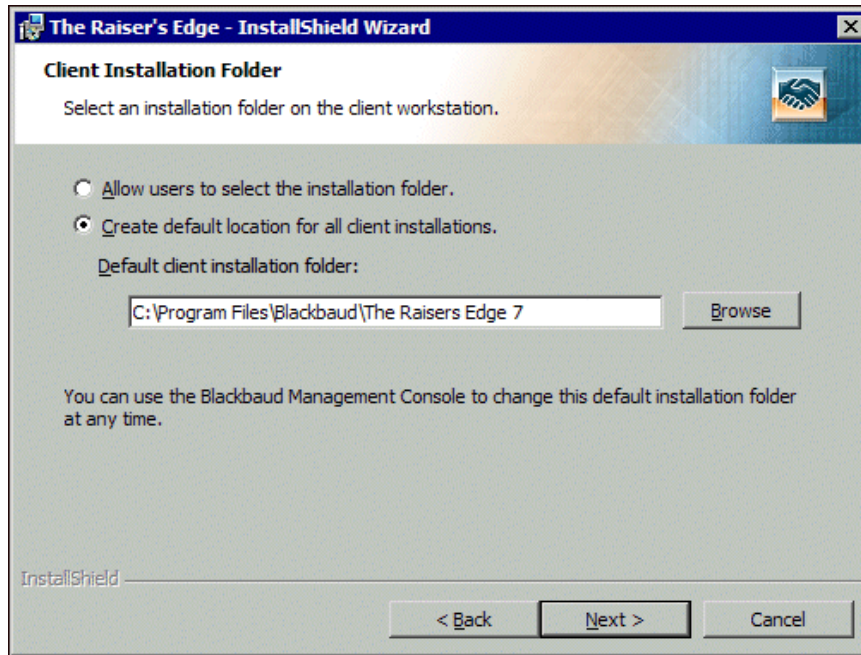 The Raiser's Edge - InstallShield Wizard
Client Installation Folder
Select an installation folder on the client workstation.
Allow users to select the installation folder.
Create default location for all client installations.
Default client installation folder:
C:\Program Files\Blackbaud\The Raisers Edge 7
Browse
You can use the Blackbaud Management Console to change this default installation folder
at any time.
InstallShield
< Back
Next >
Cancel